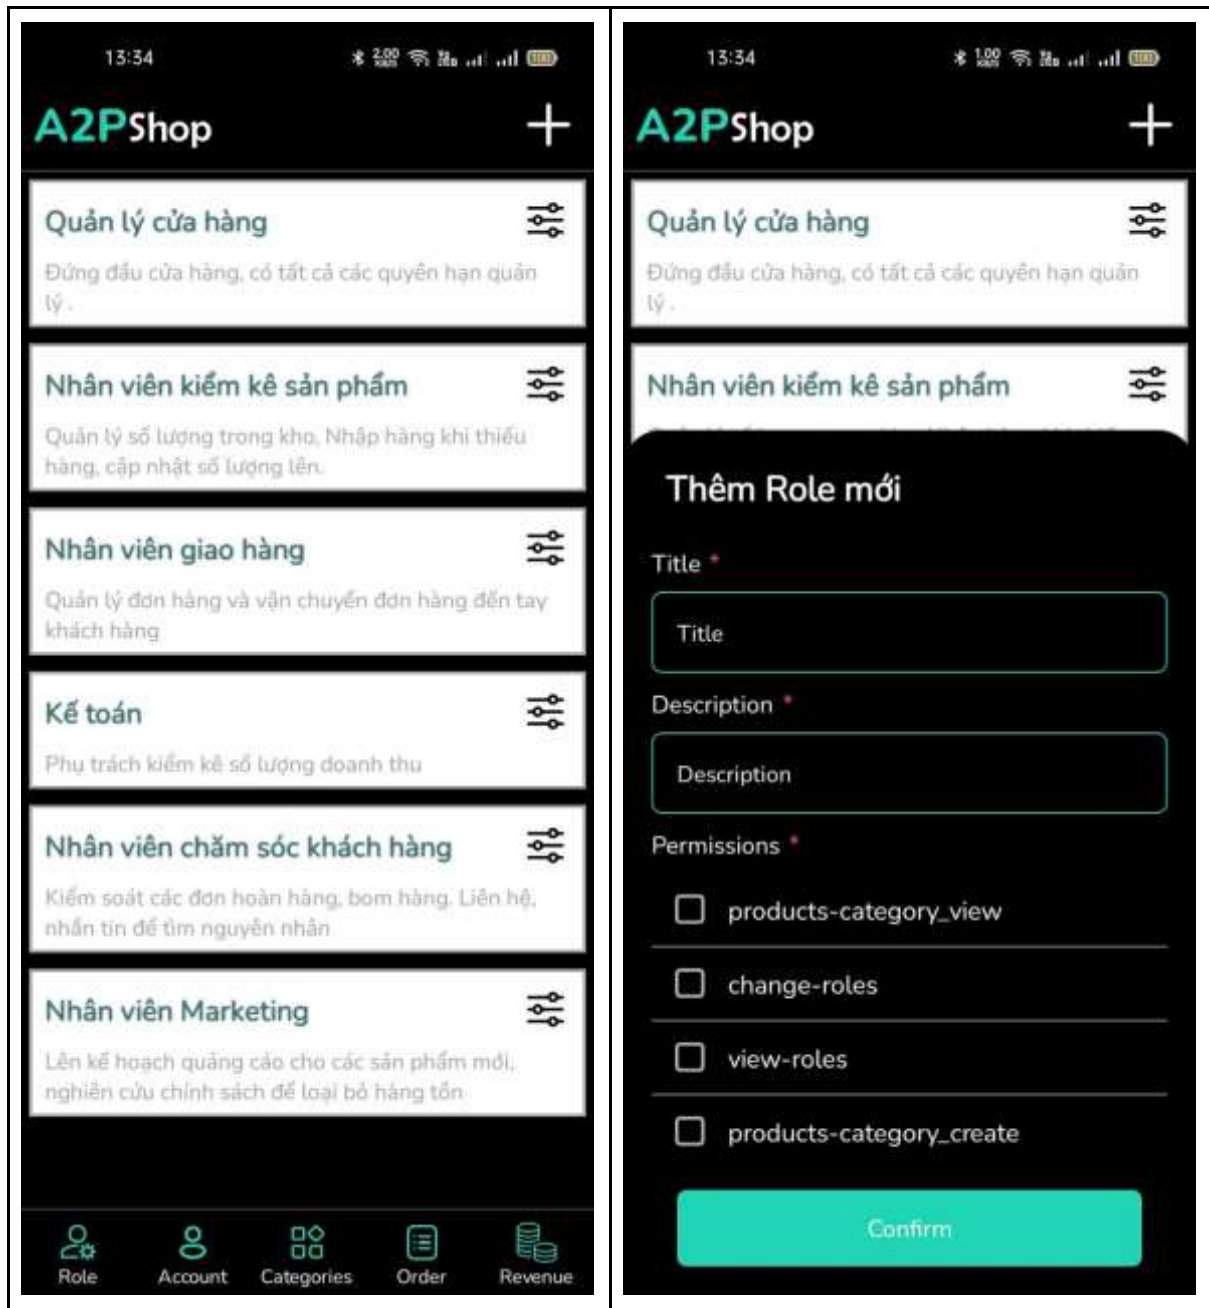 13:34
2.00 KB/S
A2PShop
Quản lý cửa hàng
Đứng đầu cửa hàng, có tất cả các quyền hạn quản
lý .
Nhân viên kiểm kê sản phẩm
Quản lý số lượng trong kho, Nhập hàng khi thiếu
hàng, cập nhật số lượng lên.
Nhân viên giao hàng
Quản lý đơn hàng và vận chuyển đơn hàng đến tay
khách hàng
Kế toán
Phụ trách kiểm kê số lượng doanh thu
Nhân viên chăm sóc khách hàng
Kiểm soát các đơn hoàn hàng, bom hàng. Liên hệ,
nhắn tin để tìm nguyên nhân
Nhân viên Marketing
Lên kế hoạch quảng cáo cho các sản phẩm mới,
nghiên cứu chính sách để loại bỏ hàng tồn
Role
Account
Categories
Order
Revenue
13:34
1.00 KB/S
A2PShop
Quản lý cửa hàng
Đứng đầu cửa hàng, có tất cả các quyền hạn quản
lý .
Nhân viên kiểm kê sản phẩm
Thêm Role mới
Title *
Title
Description *
Description
Permissions *
products-category_view
change-roles
view-roles
products-category_create
Confirm